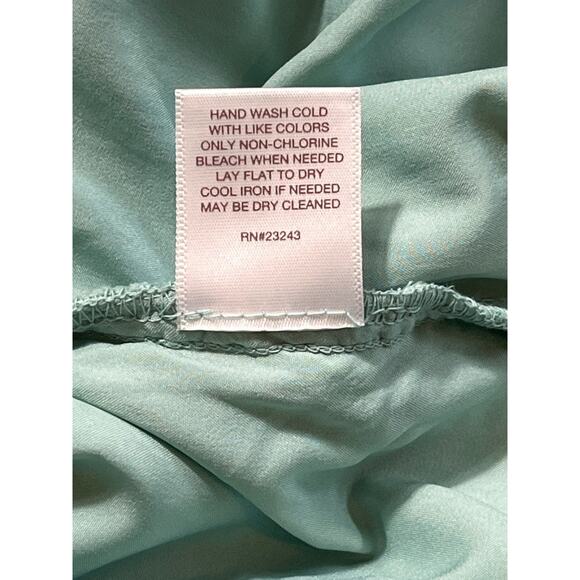 HAND WASH COLD
WITH LIKE COLORS
ONLY NON-CHLORINE
BLEACH WHEN NEEDED
LAY FLAT TO DRY
COOL IRON IF NEEDED
MAY BE DRY CLEANED
RN#23243